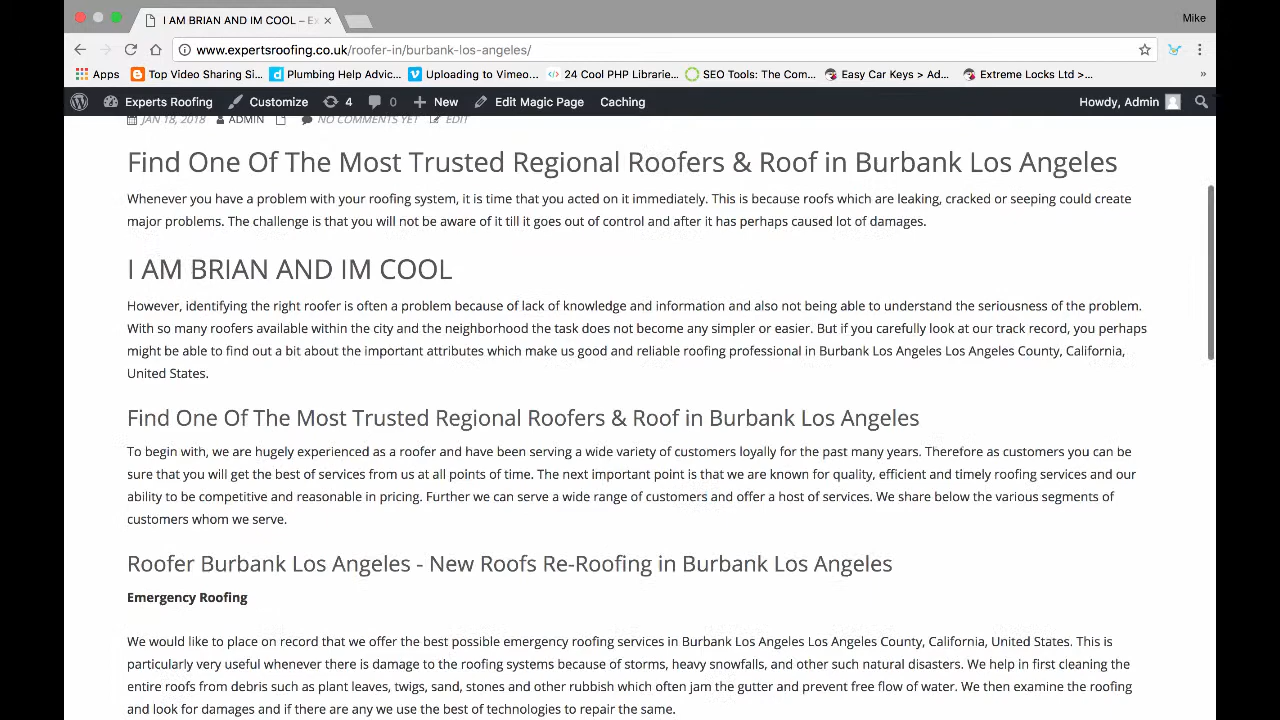 I AM BRIAN AND IM COOL – Ex
Mike
www.expertsroofing.co.uk/roofer-in/burbank-los-angeles/
Apps Top Video Sharing Si... Plumbing Help Advic... Uploading to Vimeo... 24 Cool PHP Librarie... SEO Tools: The Com... Easy Car Keys > Ad... Extreme Locks Ltd >... »
Experts Roofing Customize 4 0 New Edit Magic Page Caching Howdy, Admin
JAN 18, 2018 ADMIN NO COMMENTS YET EDIT
Find One Of The Most Trusted Regional Roofers & Roof in Burbank Los Angeles
Whenever you have a problem with your roofing system, it is time that you acted on it immediately. This is because roofs which are leaking, cracked or seeping could create
major problems. The challenge is that you will not be aware of it till it goes out of control and after it has perhaps caused lot of damages.
I AM BRIAN AND IM COOL
However, identifying the right roofer is often a problem because of lack of knowledge and information and also not being able to understand the seriousness of the problem.
With so many roofers available within the city and the neighborhood the task does not become any simpler or easier. But if you carefully look at our track record, you perhaps
might be able to find out a bit about the important attributes which make us good and reliable roofing professional in Burbank Los Angeles Los Angeles County, California,
United States.
Find One Of The Most Trusted Regional Roofers & Roof in Burbank Los Angeles
To begin with, we are hugely experienced as a roofer and have been serving a wide variety of customers loyally for the past many years. Therefore as customers you can be
sure that you will get the best of services from us at all points of time. The next important point is that we are known for quality, efficient and timely roofing services and our
ability to be competitive and reasonable in pricing. Further we can serve a wide range of customers and offer a host of services. We share below the various segments of
customers whom we serve.
Roofer Burbank Los Angeles - New Roofs Re-Roofing in Burbank Los Angeles
Emergency Roofing
We would like to place on record that we offer the best possible emergency roofing services in Burbank Los Angeles Los Angeles County, California, United States. This is
particularly very useful whenever there is damage to the roofing systems because of storms, heavy snowfalls, and other such natural disasters. We help in first cleaning the
entire roofs from debris such as plant leaves, twigs, sand, stones and other rubbish which often jam the gutter and prevent free flow of water. We then examine the roofing
and look for damages and if there are any we use the best of technologies to repair the same.